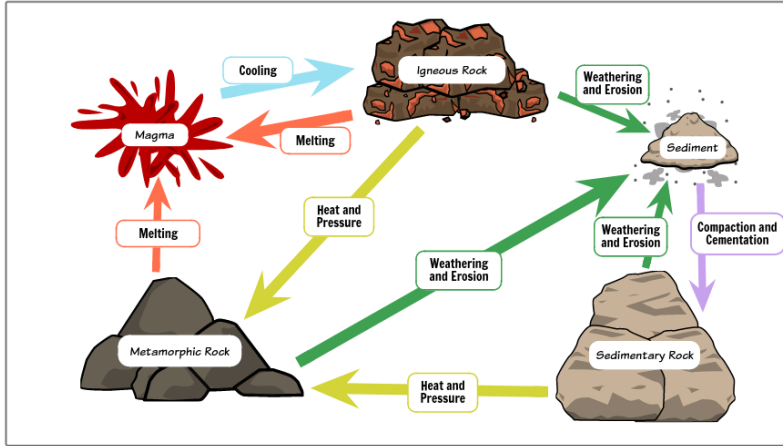 Cooling
Igneous Rock
Weathering
and Erosion
Magma
Melting
Sediment
Heat and
Pressure
Melting
Weathering
and Erosion
Compaction and
Cementation
Weathering
and Erosion
Metamorphic Rock
Sedimentary Rock
Heat and
Pressure